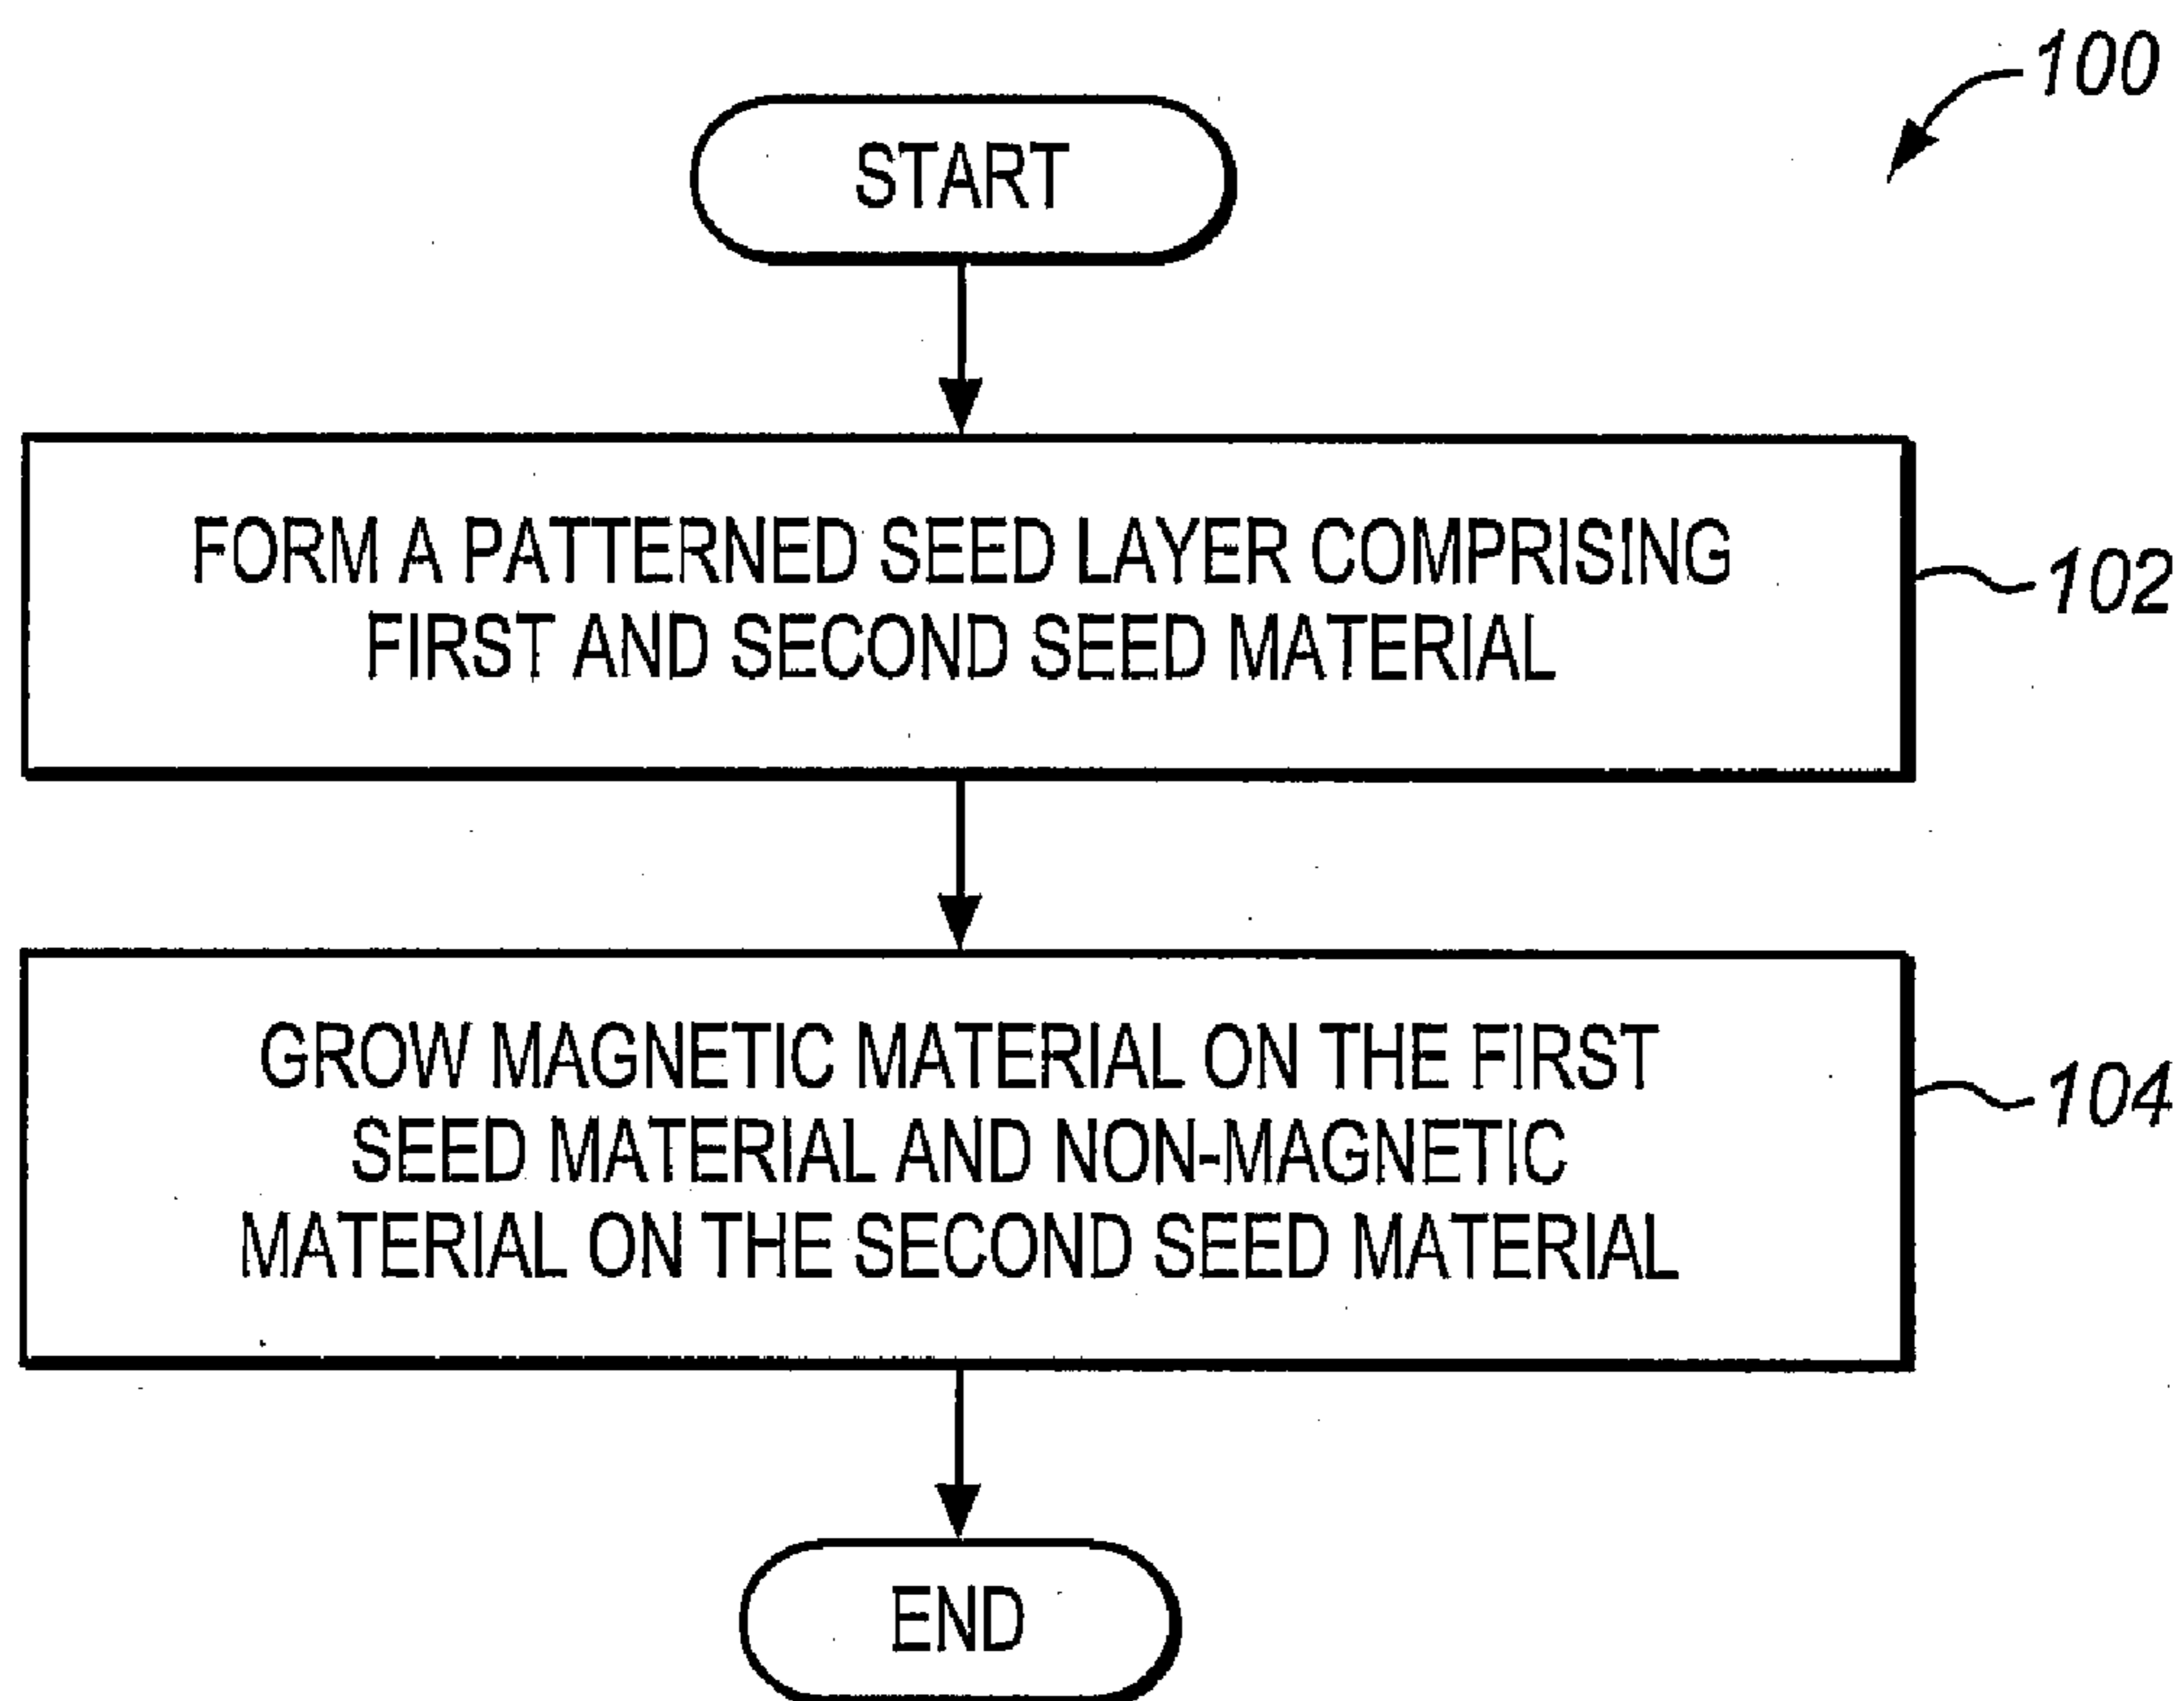 100
START
FORM A PATTERNED SEED LAYER COMPRISING
FIRST AND SECOND SEED MATERIAL
102
GROW MAGNETIC MATERIAL ON THE FIRST
SEED MATERIAL AND NON-MAGNETIC
MATERIAL ON THE SECOND SEED MATERIAL
104
END